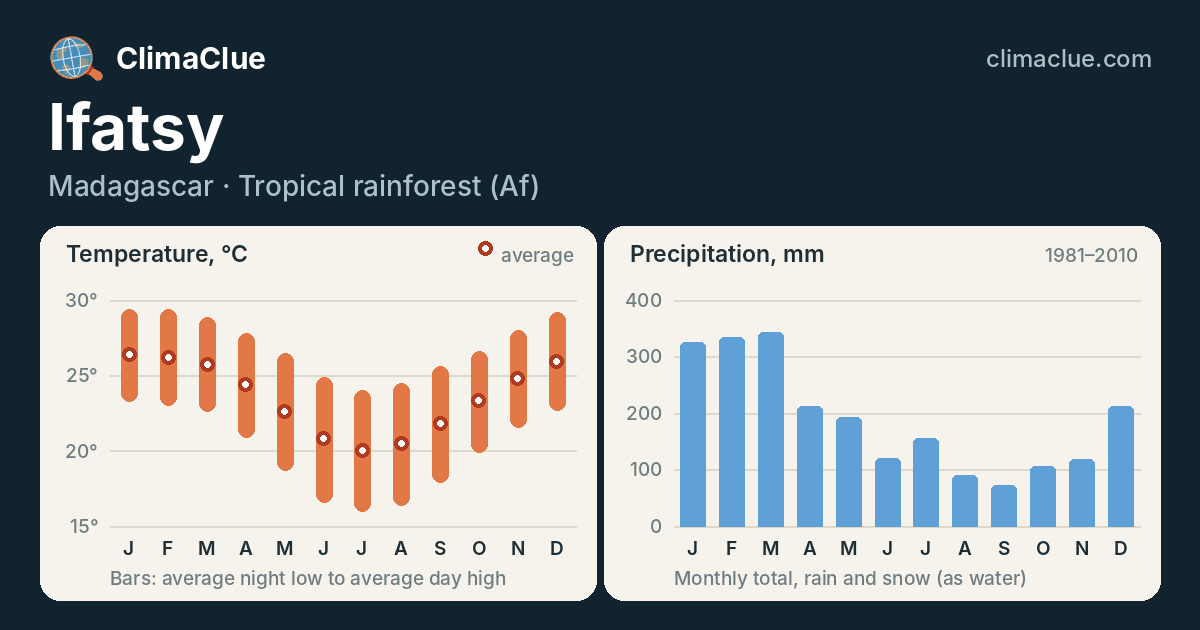 ClimaClue
climaclue.com
Ifatsy
Madagascar · Tropical rainforest (Af)
Temperature, °C
average
30°
25°
20°
15°
J F M A M J J A S O N D
Bars: average night low to average day high
Precipitation, mm
1981–2010
400
300
200
100
0
J F M A M J J A S O N D
Monthly total, rain and snow (as water)